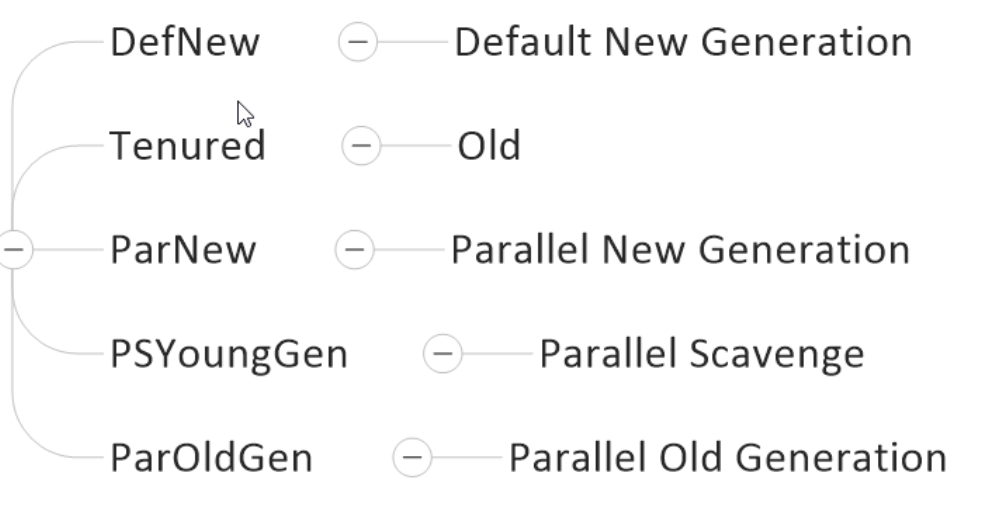 DefNew Default New Generation
Tenured Old
ParNew Parallel New Generation
PSYoungGen Parallel Scavenge
ParOldGen Parallel Old Generation